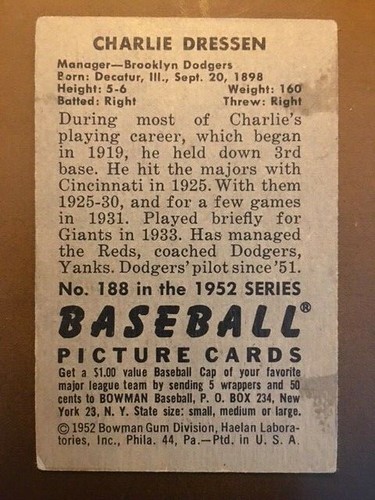 CHARLIE DRESSEN
Manager—Brooklyn Dodgers
Born: Decatur, Ill., Sept. 20, 1898
Height: 5-6 Weight: 160
Batted: Right Threw: Right
During most of Charlie's
playing career, which began
in 1919, he held down 3rd
base. He hit the majors with
Cincinnati in 1925. With them
1925-30, and for a few games
in 1931. Played briefly for
Giants in 1933. Has managed
the Reds, coached Dodgers,
Yanks. Dodgers' pilot since '51.
No. 188 in the 1952 SERIES
BASEBALL®
PICTURE CARDS
Get a $1.00 value Baseball Cap of your favorite
major league team by sending 5 wrappers and 50
cents to BOWMAN Baseball, P. O. BOX 234, New
York 23, N. Y. State size: small, medium or large.
©1952 Bowman Gum Division, Haelan Labora-
tories, Inc., Phila. 44, Pa.—Ptd in U. S. A.